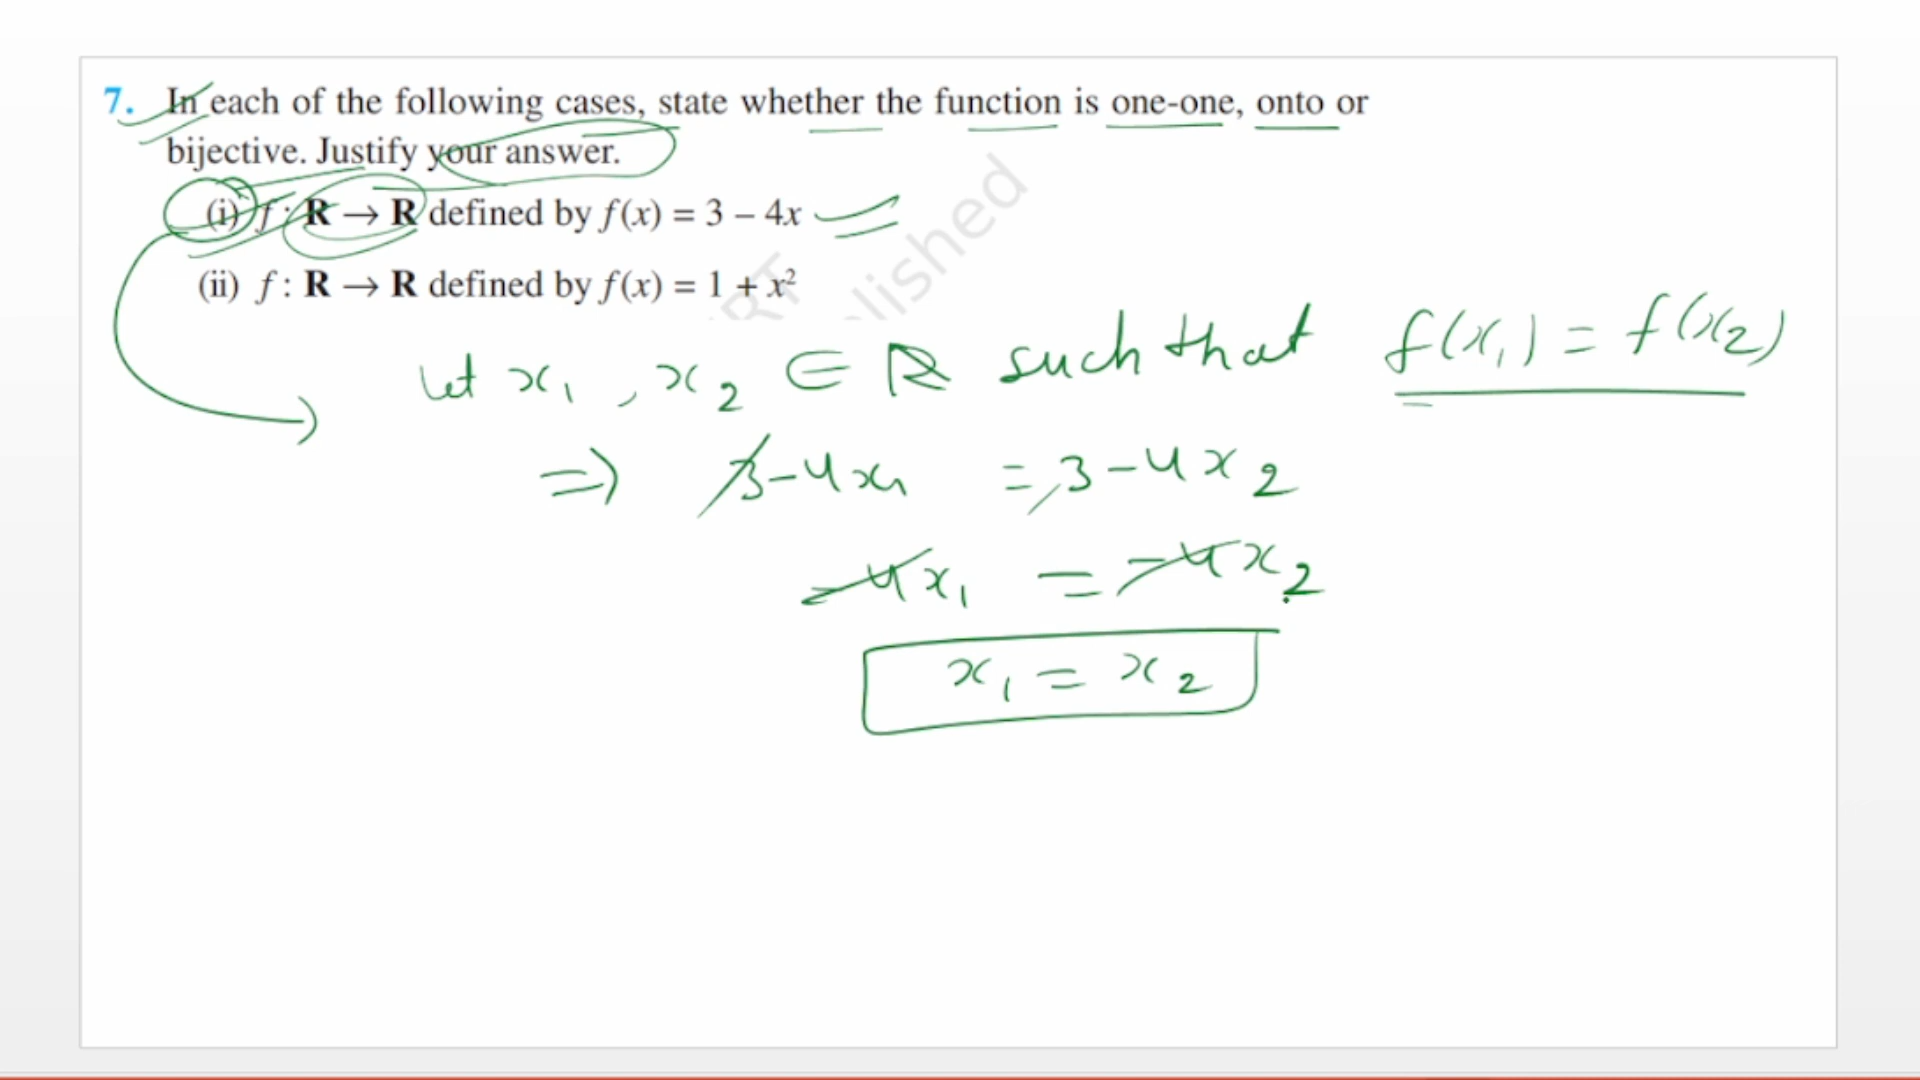 7. In each of the following cases, state whether the function is one-one, onto or
bijective. Justify your answer.
(i) f : R → R defined by f(x) = 3 – 4x
(ii) f : R → R defined by f(x) = 1 + x²
let x₁ , x₂ ∈ R such that f(x₁) = f(x₂)
⇒ 3-4x₁ = 3-4x₂
-4x₁ = -4x₂
x₁ = x₂